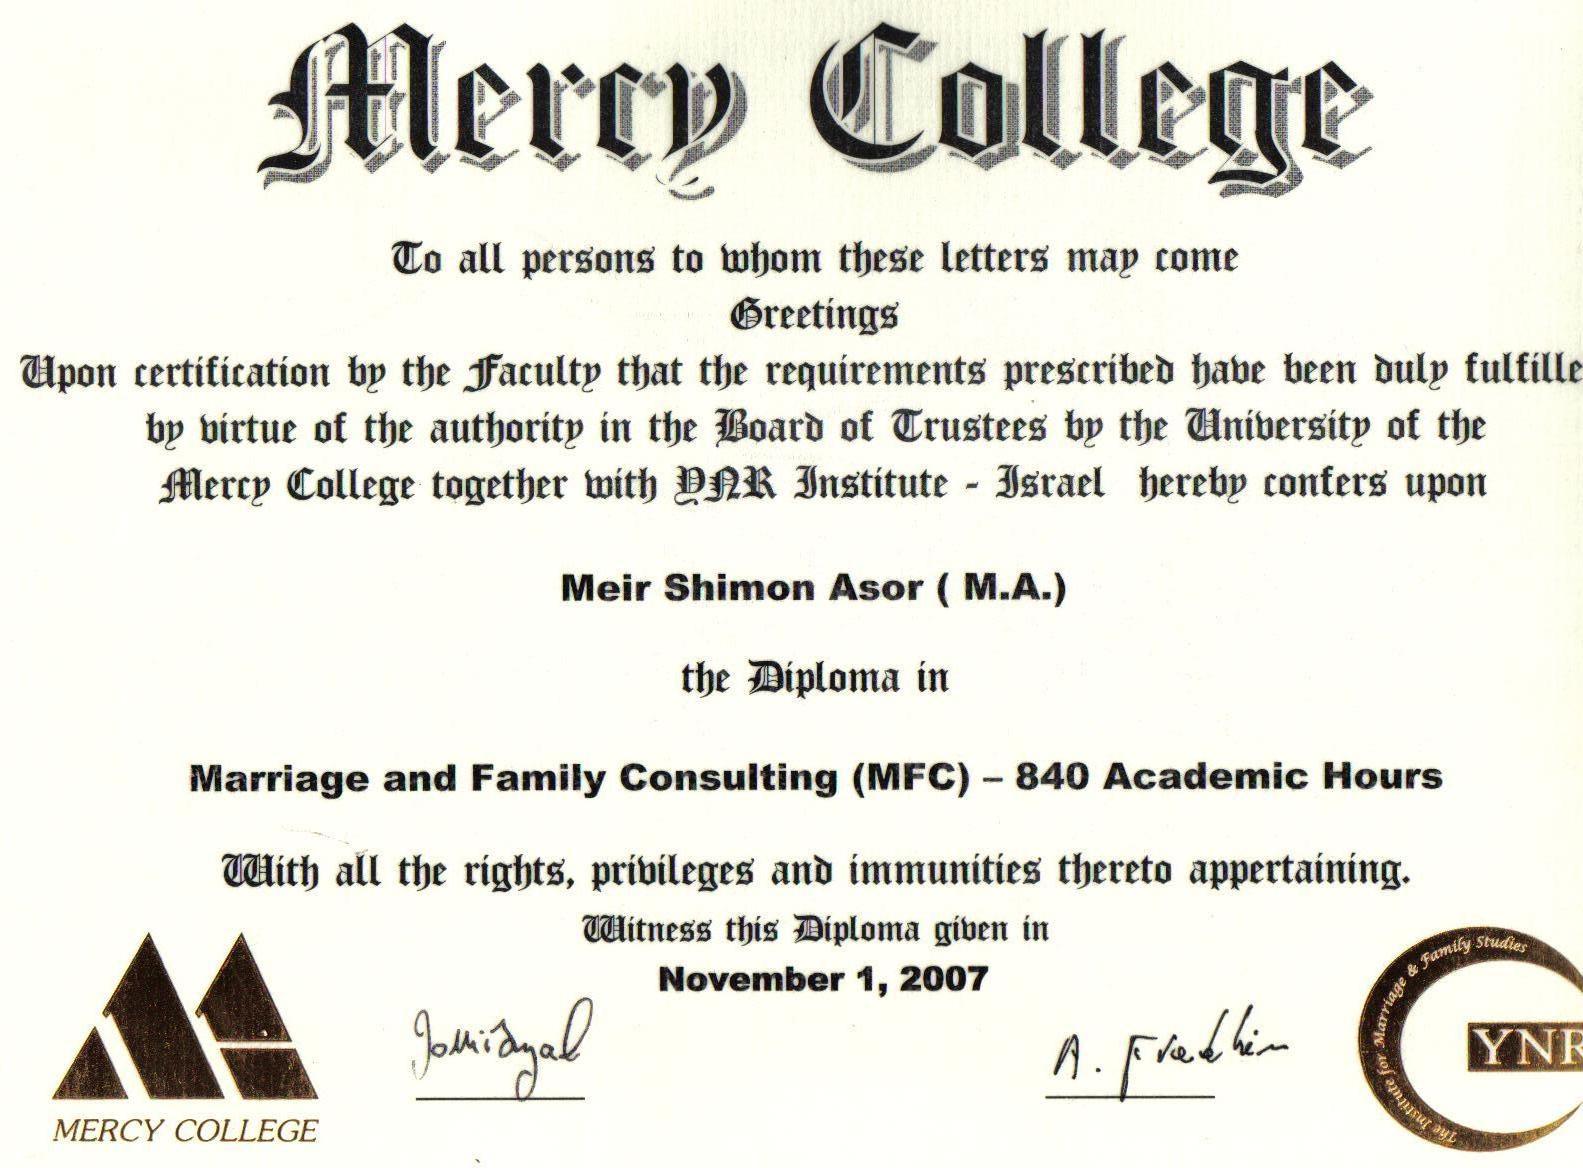 Mercy College
To all persons to whom these letters may come
Greetings
Upon certification by the Faculty that the requirements prescribed have been duly fulfille
by virtue of the authority in the Board of Trustees by the University of the
Mercy College together with YNR Institute - Israel hereby confers upon
Meir Shimon Asor ( M.A.)
the Diploma in
Marriage and Family Consulting (MFC) – 840 Academic Hours
With all the rights, privileges and immunities thereto appertaining.
Witness this Diploma given in
November 1, 2007
MERCY COLLEGE
The Institute for Marriage & Family Studies
YNR